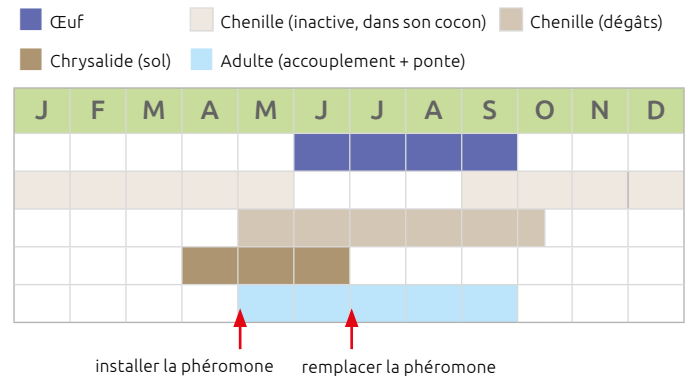 Œuf Chenille (inactive, dans son cocon) Chenille (dégâts)
Chrysalide (sol) Adulte (accouplement + ponte)
J F M A M J J A S O N D
installer la phéromone remplacer la phéromone